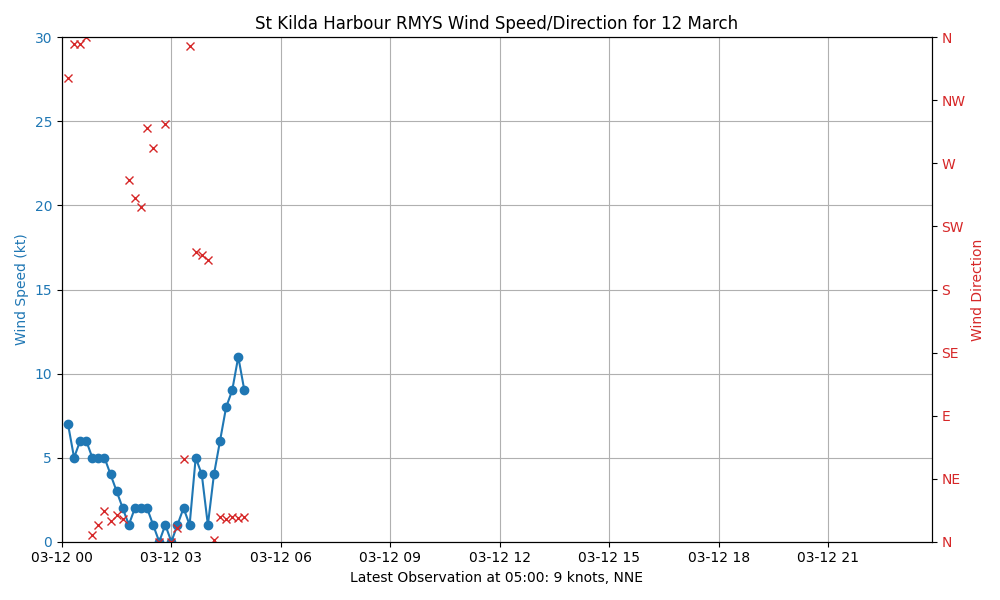 St Kilda Harbour RMYS Wind Speed/Direction for 12 March
30
25
20
15
10
5
0
Wind Speed (kt)
N
NW
W
SW
S
SE
E
NE
N
Wind Direction
03-12 00
03-12 03
03-12 06
03-12 09
03-12 12
03-12 15
03-12 18
03-12 21
Latest Observation at 05:00: 9 knots, NNE